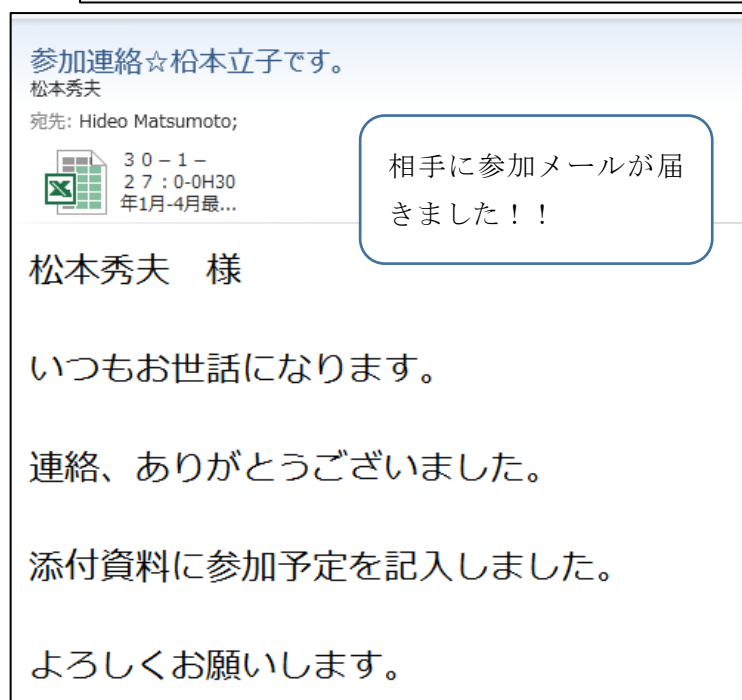 参加連絡☆枌本立子です。
松本秀夫
宛先: Hideo Matsumoto;
30－1－
27：0-0H30
年1月-4月最...
相手に参加メールが届
きました！！
松本秀夫　様
いつもお世話になります。
連絡、ありがとうございました。
添付資料に参加予定を記入しました。
よろしくお願いします。